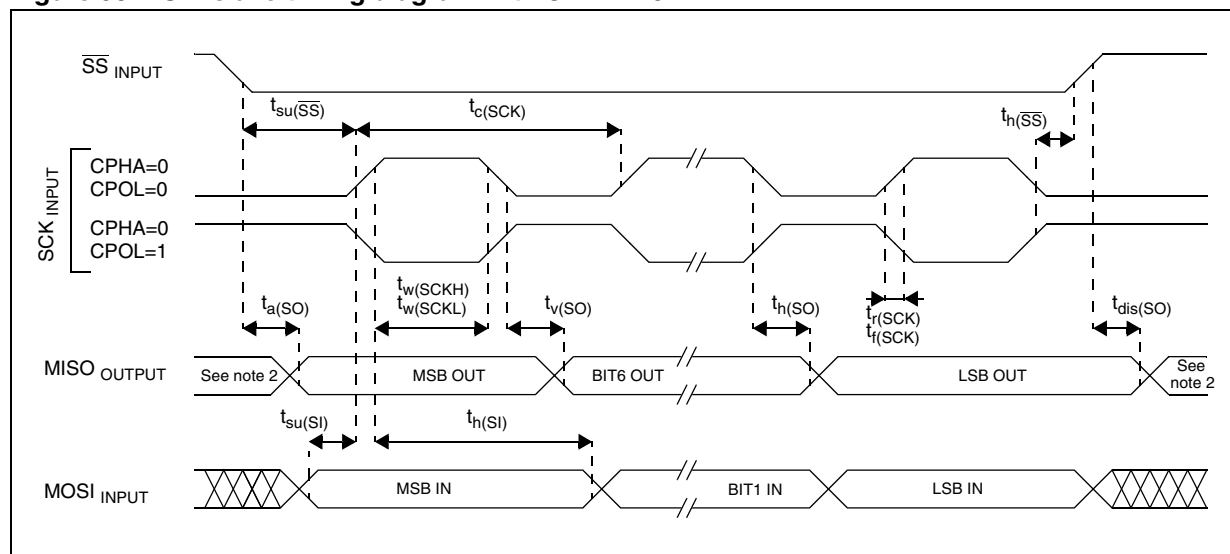 SS INPUT
tsu(SS)
tc(SCK)
th(SS)
SCK INPUT
CPHA=0
CPOL=0
CPHA=0
CPOL=1
ta(SO)
tw(SCKH)
tw(SCKL)
tv(SO)
th(SO)
tr(SCK)
tf(SCK)
tdis(SO)
MISO OUTPUT
See note 2
MSB OUT
BIT6 OUT
LSB OUT
See
note 2
tsu(SI)
th(SI)
MOSI INPUT
MSB IN
BIT1 IN
LSB IN